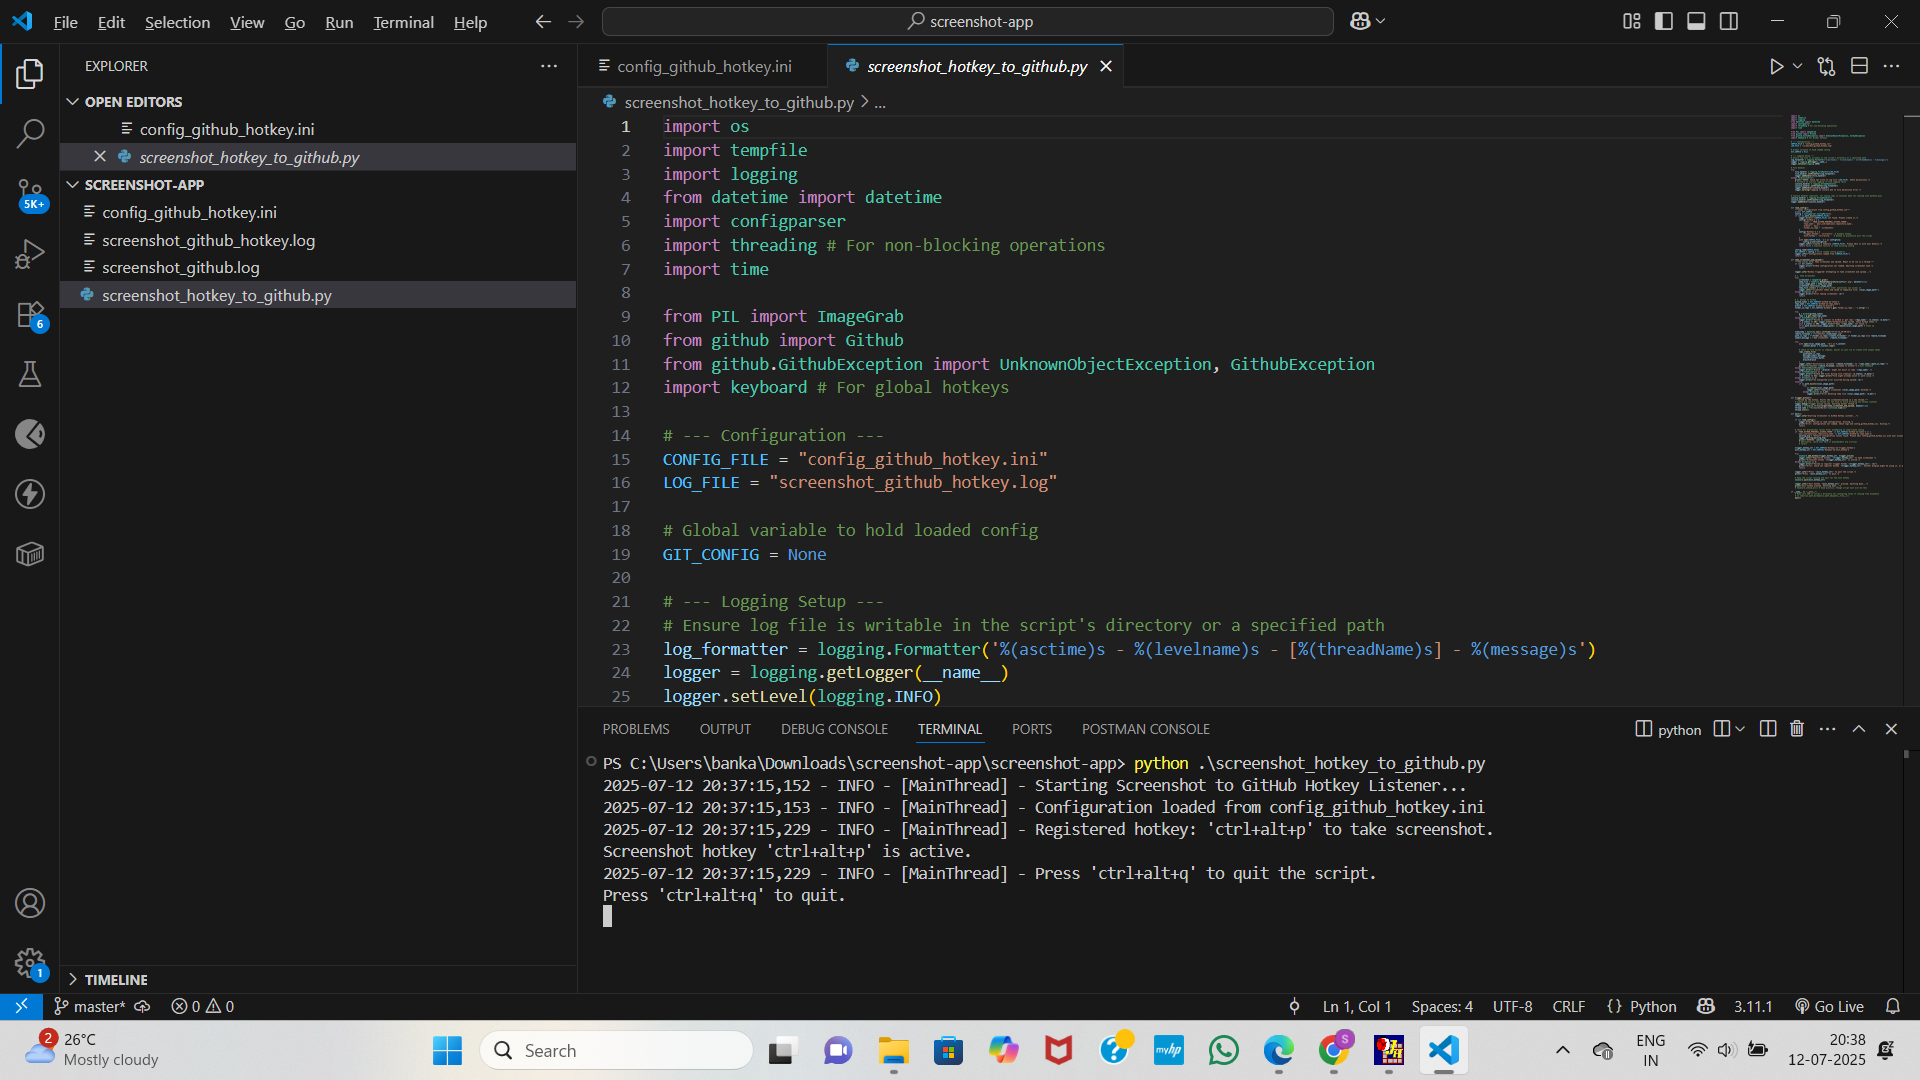 File Edit Selection View Go Run Terminal Help
screenshot-app
EXPLORER
OPEN EDITORS
config_github_hotkey.ini
screenshot_hotkey_to_github.py
SCREENSHOT-APP
config_github_hotkey.ini
screenshot_github_hotkey.log
screenshot_github.log
screenshot_hotkey_to_github.py
TIMELINE
5K+
6
1
config_github_hotkey.ini
screenshot_hotkey_to_github.py
screenshot_hotkey_to_github.py > ...
1 import os
2 import tempfile
3 import logging
4 from datetime import datetime
5 import configparser
6 import threading # For non-blocking operations
7 import time
8
9 from PIL import ImageGrab
10 from github import Github
11 from github.GithubException import UnknownObjectException, GithubException
12 import keyboard # For global hotkeys
13
14 # --- Configuration ---
15 CONFIG_FILE = "config_github_hotkey.ini"
16 LOG_FILE = "screenshot_github_hotkey.log"
17
18 # Global variable to hold loaded config
19 GIT_CONFIG = None
20
21 # --- Logging Setup ---
22 # Ensure log file is writable in the script's directory or a specified path
23 log_formatter = logging.Formatter('%(asctime)s - %(levelname)s - [%(threadName)s] - %(message)s')
24 logger = logging.getLogger(__name__)
25 logger.setLevel(logging.INFO)
PROBLEMS OUTPUT DEBUG CONSOLE TERMINAL PORTS POSTMAN CONSOLE
python
PS C:\Users\banka\Downloads\screenshot-app\screenshot-app> python .\screenshot_hotkey_to_github.py
2025-07-12 20:37:15,152 - INFO - [MainThread] - Starting Screenshot to GitHub Hotkey Listener...
2025-07-12 20:37:15,153 - INFO - [MainThread] - Configuration loaded from config_github_hotkey.ini
2025-07-12 20:37:15,229 - INFO - [MainThread] - Registered hotkey: 'ctrl+alt+p' to take screenshot.
Screenshot hotkey 'ctrl+alt+p' is active.
2025-07-12 20:37:15,229 - INFO - [MainThread] - Press 'ctrl+alt+q' to quit the script.
Press 'ctrl+alt+q' to quit.
master* 0 0
Ln 1, Col 1 Spaces: 4 UTF-8 CRLF {} Python 3.11.1 Go Live
2
26°C
Mostly cloudy
Search
myhp
S
ENG
IN
20:38
12-07-2025